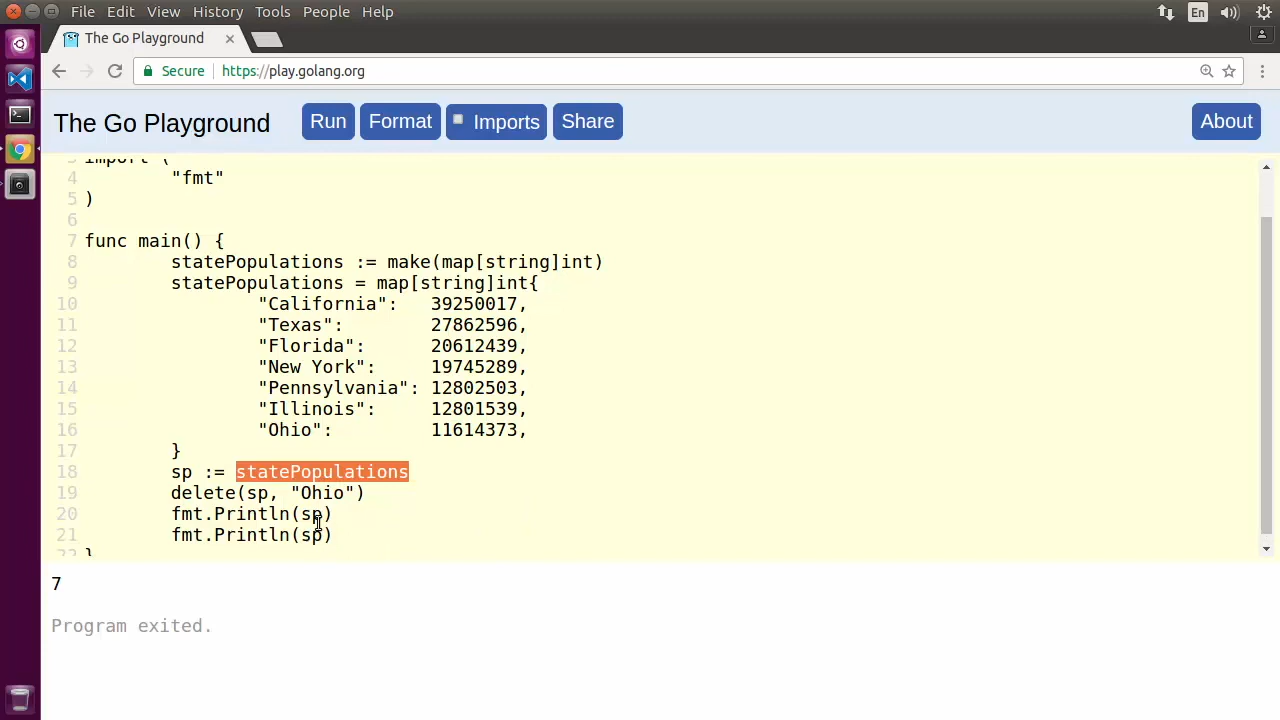 File Edit View History Tools People Help
En
The Go Playground
Secure https://play.golang.org
The Go Playground Run Format Imports Share About
3 import (
4 "fmt"
5 )
6
7 func main() {
8 statePopulations := make(map[string]int)
9 statePopulations = map[string]int{
10 "California": 39250017,
11 "Texas": 27862596,
12 "Florida": 20612439,
13 "New York": 19745289,
14 "Pennsylvania": 12802503,
15 "Illinois": 12801539,
16 "Ohio": 11614373,
17 }
18 sp := statePopulations
19 delete(sp, "Ohio")
20 fmt.Println(sp)
21 fmt.Println(sp)
22 }
7
Program exited.